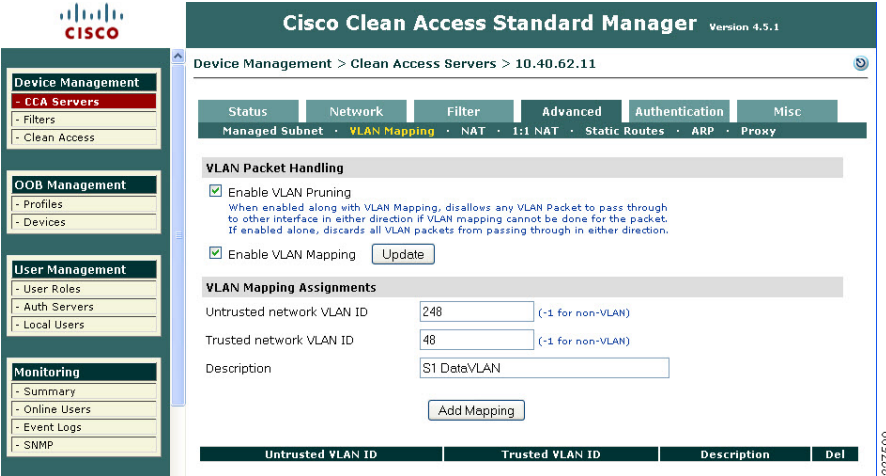 CISCO
Cisco Clean Access Standard Manager Version 4.5.1
Device Management > Clean Access Servers > 10.40.62.11
Device Management
- CCA Servers
- Filters
- Clean Access
OOB Management
- Profiles
- Devices
User Management
- User Roles
- Auth Servers
- Local Users
Monitoring
- Summary
- Online Users
- Event Logs
- SNMP
Status Network Filter Advanced Authentication Misc
Managed Subnet · VLAN Mapping · NAT · 1:1 NAT · Static Routes · ARP · Proxy
VLAN Packet Handling
Enable VLAN Pruning
When enabled along with VLAN Mapping, disallows any VLAN Packet to pass through
to other interface in either direction if VLAN mapping cannot be done for the packet.
If enabled alone, discards all VLAN packets from passing through in either direction.
Enable VLAN Mapping Update
VLAN Mapping Assignments
Untrusted network VLAN ID 248 (-1 for non-VLAN)
Trusted network VLAN ID 48 (-1 for non-VLAN)
Description S1 DataVLAN
Add Mapping
Untrusted VLAN ID Trusted VLAN ID Description Del